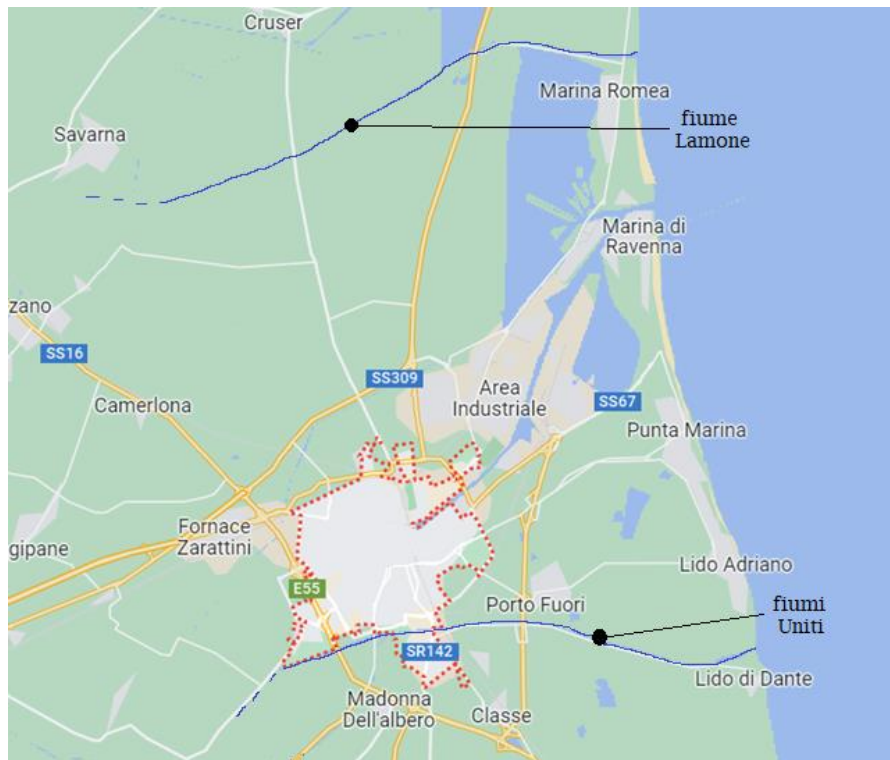 Cruser
Marina Romea
fiume
Lamone
Savarna
Marina di
Ravenna
zano
SS16
SS309
Area
Industriale
SS67
Camerlona
Punta Marina
Fornace
Zarattini
gipane
E55
Lido Adriano
Porto Fuori
fiumi
Uniti
SR142
Lido di Dante
Madonna
Dell'albero
Classe